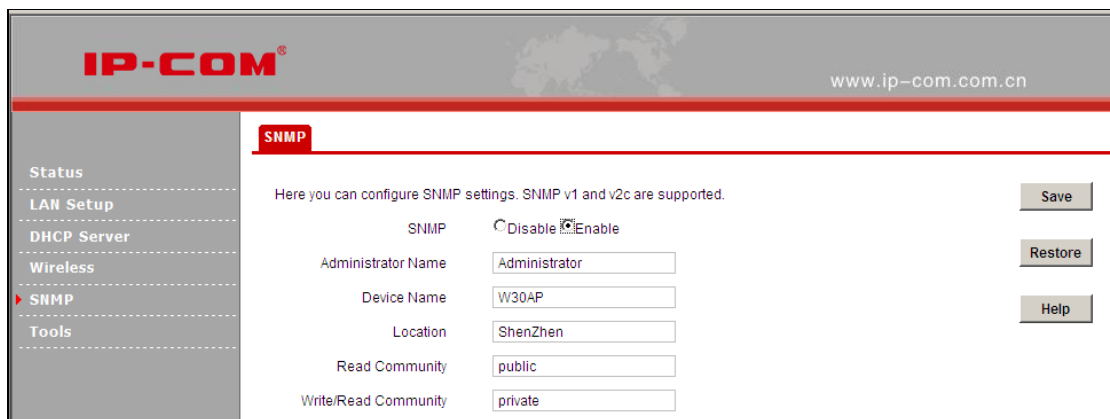 IP-COM®
www.ip-com.com.cn
SNMP
Status
LAN Setup
DHCP Server
Wireless
SNMP
Tools
Here you can configure SNMP settings. SNMP v1 and v2c are supported.
SNMP Disable Enable
Administrator Name Administrator
Device Name W30AP
Location ShenZhen
Read Community public
Write/Read Community private
Save
Restore
Help